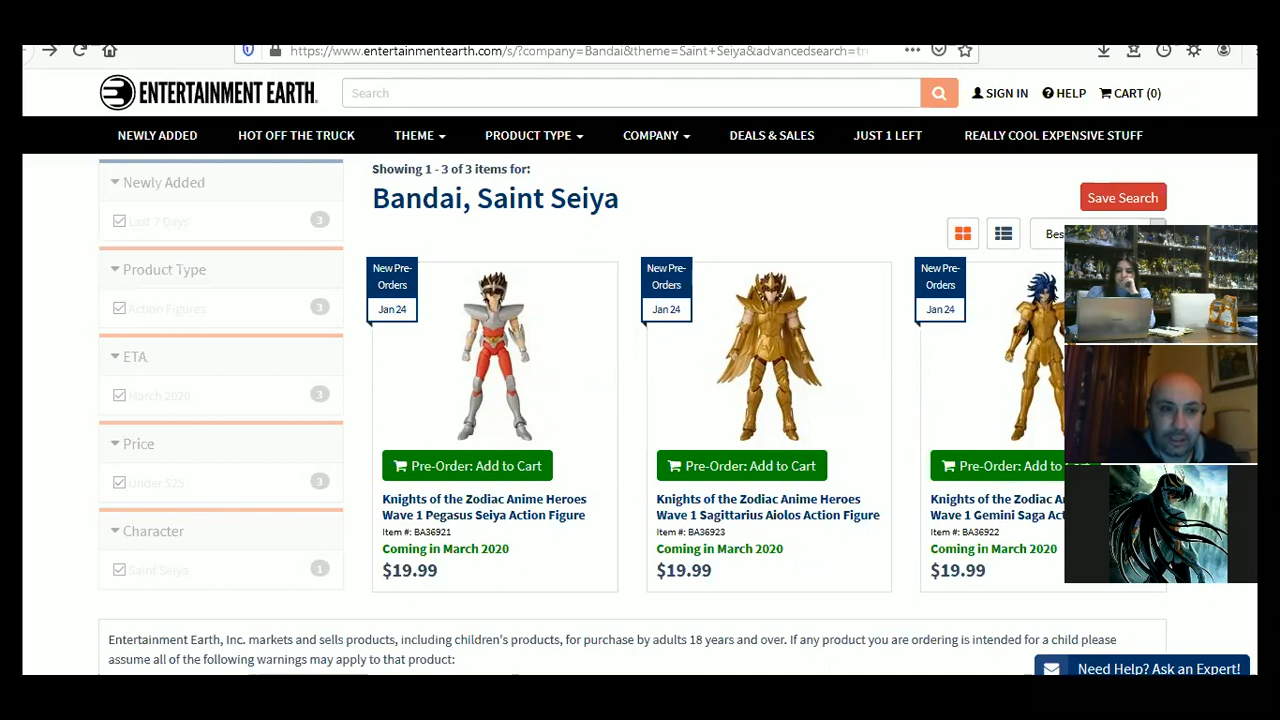 https://www.entertainmentearth.com/s/?company=Bandai&theme=Saint+Seiya&advancedsearch=tr
ENTERTAINMENT EARTH
Search
SIGN IN
HELP
CART (0)
NEWLY ADDED
HOT OFF THE TRUCK
THEME
PRODUCT TYPE
COMPANY
DEALS & SALES
JUST 1 LEFT
REALLY COOL EXPENSIVE STUFF
Newly Added
Last 7 Days 3
Product Type
Action Figures 3
ETA
March 2020 3
Price
Under $25 3
Character
Saint Seiya 1
Showing 1 - 3 of 3 items for:
Bandai, Saint Seiya
Save Search
New Pre-
Orders
Jan 24
Pre-Order: Add to Cart
Knights of the Zodiac Anime Heroes
Wave 1 Pegasus Seiya Action Figure
Item #: BA36921
Coming in March 2020
$19.99
New Pre-
Orders
Jan 24
Pre-Order: Add to Cart
Knights of the Zodiac Anime Heroes
Wave 1 Sagittarius Aiolos Action Figure
Item #: BA36923
Coming in March 2020
$19.99
New Pre-
Orders
Jan 24
Pre-Order: Add to
Knights of the Zodiac
Wave 1 Gemini Saga
Item #: BA36922
Coming in March 2020
$19.99
Entertainment Earth, Inc. markets and sells products, including children's products, for purchase by adults 18 years and over. If any product you are ordering is intended for a child please
assume all of the following warnings may apply to that product:
Need Help? Ask an Expert!